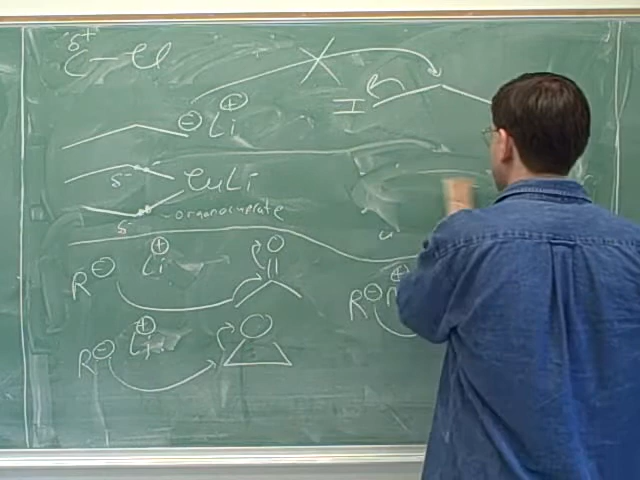 δ+
C-Cl
I
⊖ ⊕
Li
δ- CuLi
δ- -organocuprate
R⊖ Li⊕ O
R⊖ ⊕
R⊖ Li⊕ O